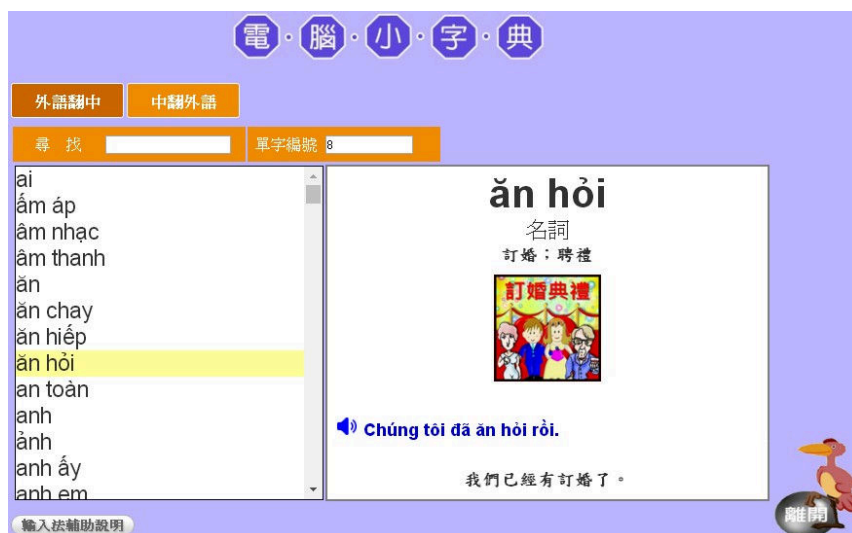 電·腦·小·字·典
外語翻中
中翻外語
尋 找
單字編號 8
ai
ấm áp
âm nhạc
âm thanh
ăn
ăn chay
ăn hiếp
ăn hỏi
an toàn
anh
ảnh
anh ấy
anh em
ăn hỏi
名詞
訂婚；聘禮
訂婚典禮
Chúng tôi đã ăn hỏi rồi.
我們已經有訂婚了。
輸入法輔助說明
離開